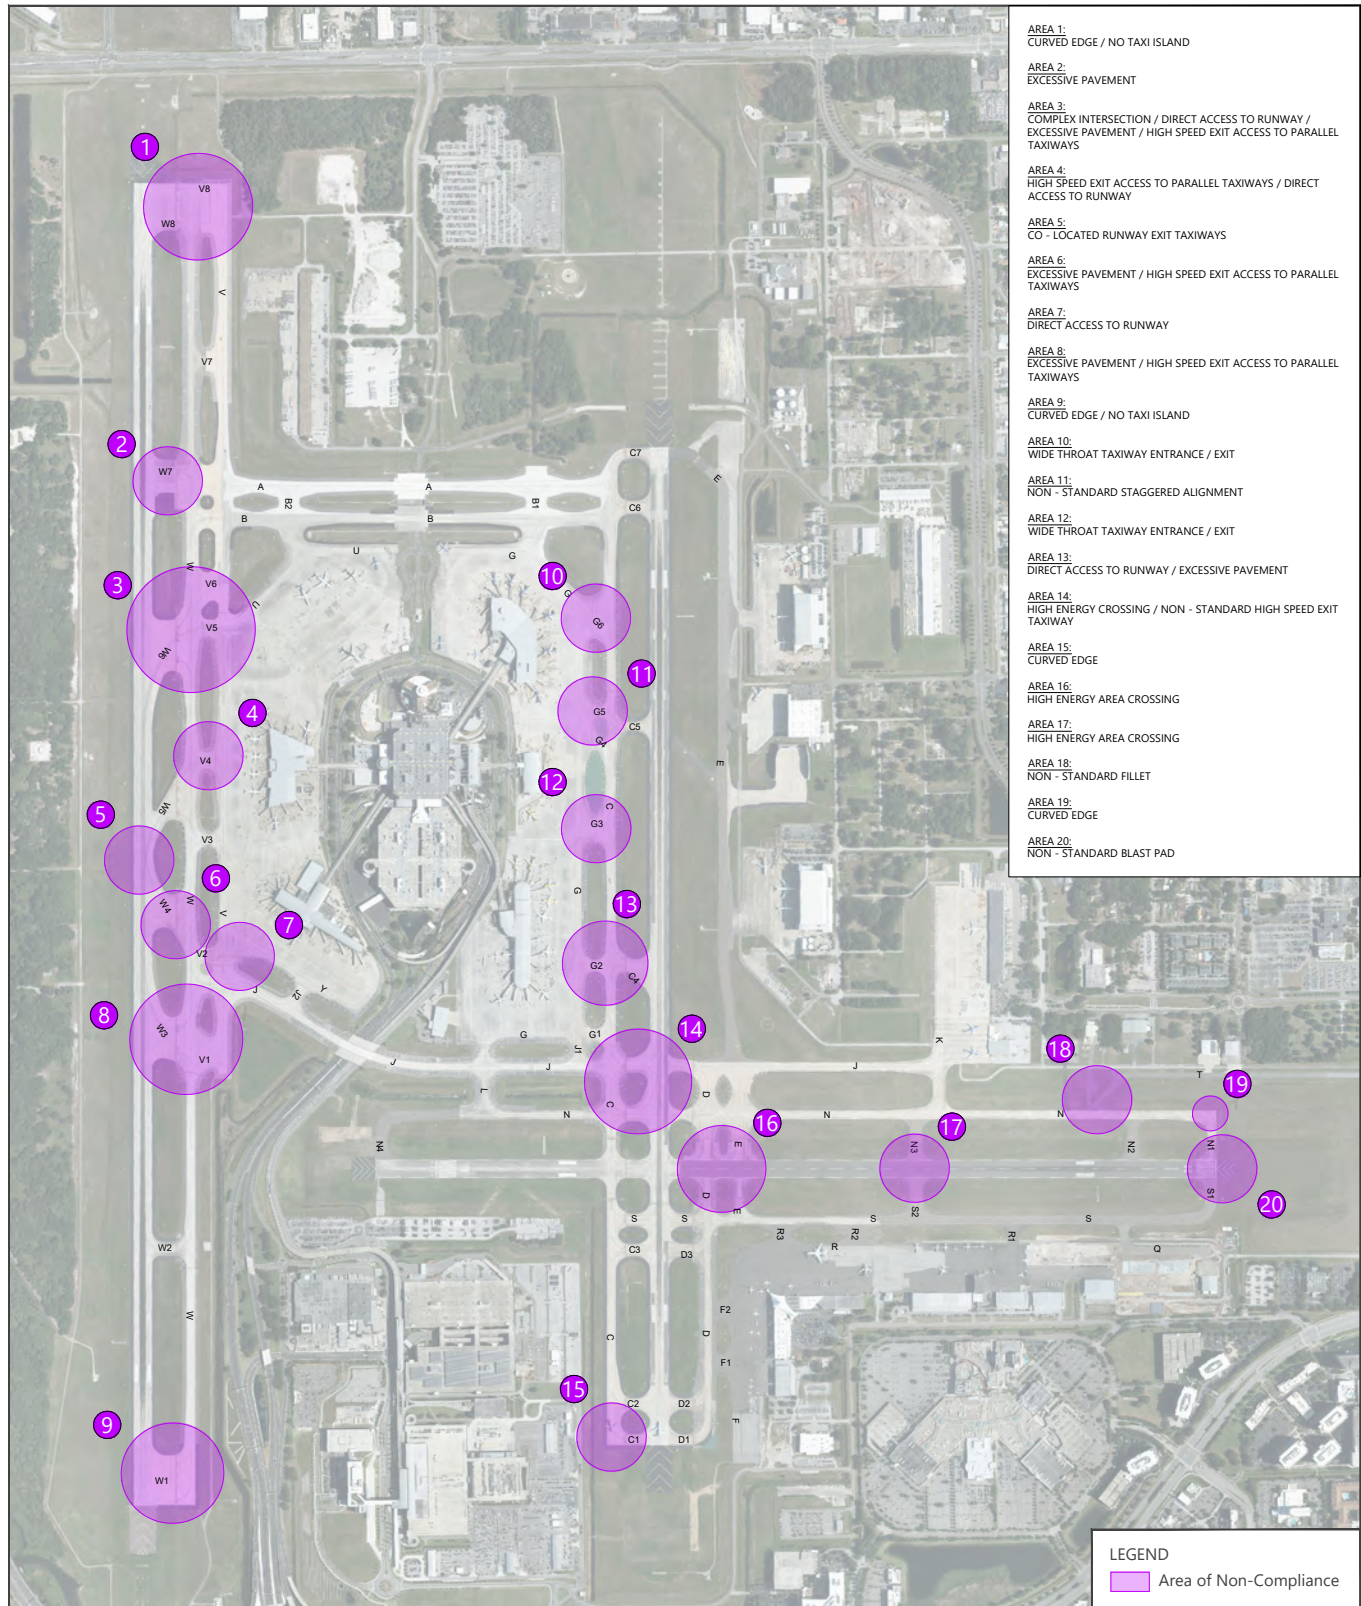 AREA 1:
CURVED EDGE / NO TAXI ISLAND
AREA 2:
EXCESSIVE PAVEMENT
AREA 3:
COMPLEX INTERSECTION / DIRECT ACCESS TO RUNWAY /
EXCESSIVE PAVEMENT / HIGH SPEED EXIT ACCESS TO PARALLEL
TAXIWAYS
AREA 4:
HIGH SPEED EXIT ACCESS TO PARALLEL TAXIWAYS / DIRECT
ACCESS TO RUNWAY
AREA 5:
CO - LOCATED RUNWAY EXIT TAXIWAYS
AREA 6:
EXCESSIVE PAVEMENT / HIGH SPEED EXIT ACCESS TO PARALLEL
TAXIWAYS
AREA 7:
DIRECT ACCESS TO RUNWAY
AREA 8:
EXCESSIVE PAVEMENT / HIGH SPEED EXIT ACCESS TO PARALLEL
TAXIWAYS
AREA 9:
CURVED EDGE / NO TAXI ISLAND
AREA 10:
WIDE THROAT TAXIWAY ENTRANCE / EXIT
AREA 11:
NON - STANDARD STAGGERED ALIGNMENT
AREA 12:
WIDE THROAT TAXIWAY ENTRANCE / EXIT
AREA 13:
DIRECT ACCESS TO RUNWAY / EXCESSIVE PAVEMENT
AREA 14:
HIGH ENERGY CROSSING / NON - STANDARD HIGH SPEED EXIT
TAXIWAY
AREA 15:
CURVED EDGE
AREA 16:
HIGH ENERGY AREA CROSSING
AREA 17:
HIGH ENERGY AREA CROSSING
AREA 18:
NON - STANDARD FILLET
AREA 19:
CURVED EDGE
AREA 20:
NON - STANDARD BLAST PAD
1
V8
W8
V
V7
2
W7
C7
E
A
A
B2
B1
C6
B
B
U
G
3
W
V6
10
G
U
V5
G6
W6
11
4
G5
C5
G4
V4
E
12
W5
C
5
G3
V3
6
W4
W
G
V
7
13
V2
G2
C4
J
J2
Y
8
W3
14
G
G1
K
V1
J1
18
J
J
J
T
19
L
D
C
N
N
N
16
17
N4
E
N3
N2
N1
D
S1
20
E
S2
S
S
S
S
R3
R2
R1
W2
C3
D3
R
Q
W
F2
C
D
F1
15
C2
D2
F
9
C1
D1
W1
LEGEND
Area of Non-Compliance